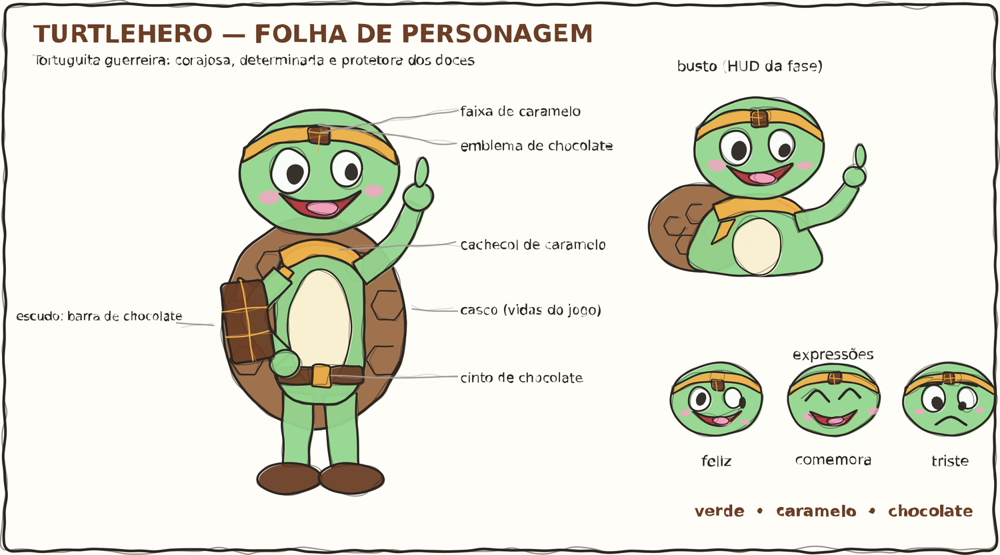 TURTLEHERO — FOLHA DE PERSONAGEM
Tortuguita guerreira: corajosa, determinada e protetora dos doces
busto (HUD da fase)
faixa de caramelo
emblema de chocolate
cachecol de caramelo
escudo: barra de chocolate
casco (vidas do jogo)
cinto de chocolate
expressões
feliz
comemora
triste
verde • caramelo • chocolate